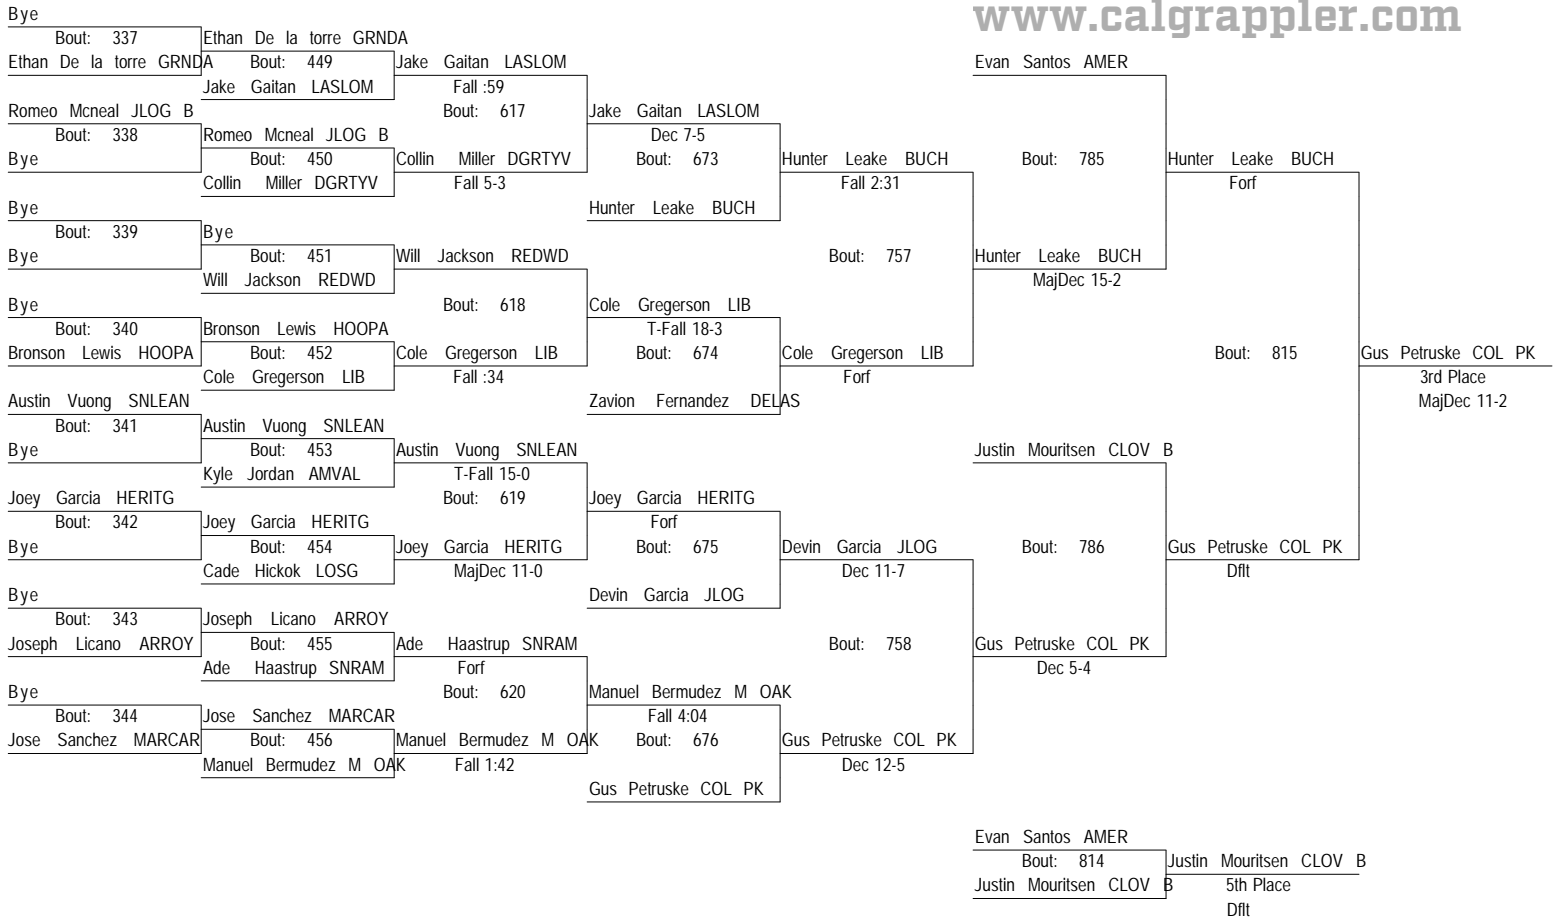 www.calgrappler.com
Bye
Bout: 337
Ethan De la torre GRNDA
Romeo Mcneal JLOG B
Bout: 338
Bye
Bye
Bout: 339
Bye
Bye
Bout: 340
Bronson Lewis HOOPA
Austin Vuong SNLEAN
Bout: 341
Bye
Joey Garcia HERITG
Bout: 342
Bye
Bye
Bout: 343
Joseph Licano ARROY
Bye
Bout: 344
Jose Sanchez MARCAR
Ethan De la torre GRNDA
Bout: 449
Jake Gaitan LASLOM
Romeo Mcneal JLOG B
Bout: 450
Collin Miller DGRTYV
Bye
Bout: 451
Will Jackson REDWD
Bronson Lewis HOOPA
Bout: 452
Cole Gregerson LIB
Austin Vuong SNLEAN
Bout: 453
Kyle Jordan AMVAL
Joey Garcia HERITG
Bout: 454
Cade Hickok LOSG
Joseph Licano ARROY
Bout: 455
Ade Haastrup SNRAM
Jose Sanchez MARCAR
Bout: 456
Manuel Bermudez M OAK
Jake Gaitan LASLOM
Fall :59
Bout: 617
Collin Miller DGRTYV
Fall 5-3
Will Jackson REDWD
Bout: 618
Cole Gregerson LIB
Fall :34
Austin Vuong SNLEAN
T-Fall 15-0
Bout: 619
Joey Garcia HERITG
MajDec 11-0
Ade Haastrup SNRAM
Forf
Bout: 620
Manuel Bermudez M OAK
Fall 1:42
Jake Gaitan LASLOM
Dec 7-5
Bout: 673
Hunter Leake BUCH
Cole Gregerson LIB
T-Fall 18-3
Bout: 674
Zavion Fernandez DELAS
Joey Garcia HERITG
Forf
Bout: 675
Devin Garcia JLOG
Manuel Bermudez M OAK
Fall 4:04
Bout: 676
Gus Petruske COL PK
Hunter Leake BUCH
Fall 2:31
Bout: 757
Cole Gregerson LIB
Forf
Devin Garcia JLOG
Dec 11-7
Bout: 758
Gus Petruske COL PK
Dec 12-5
Evan Santos AMER
Bout: 785
Hunter Leake BUCH
MajDec 15-2
Justin Mouritsen CLOV B
Bout: 786
Gus Petruske COL PK
Dec 5-4
Hunter Leake BUCH
Forf
Bout: 815
Gus Petruske COL PK
Dflt
Gus Petruske COL PK
3rd Place
MajDec 11-2
Evan Santos AMER
Bout: 814
Justin Mouritsen CLOV B
Justin Mouritsen CLOV B
5th Place
Dflt